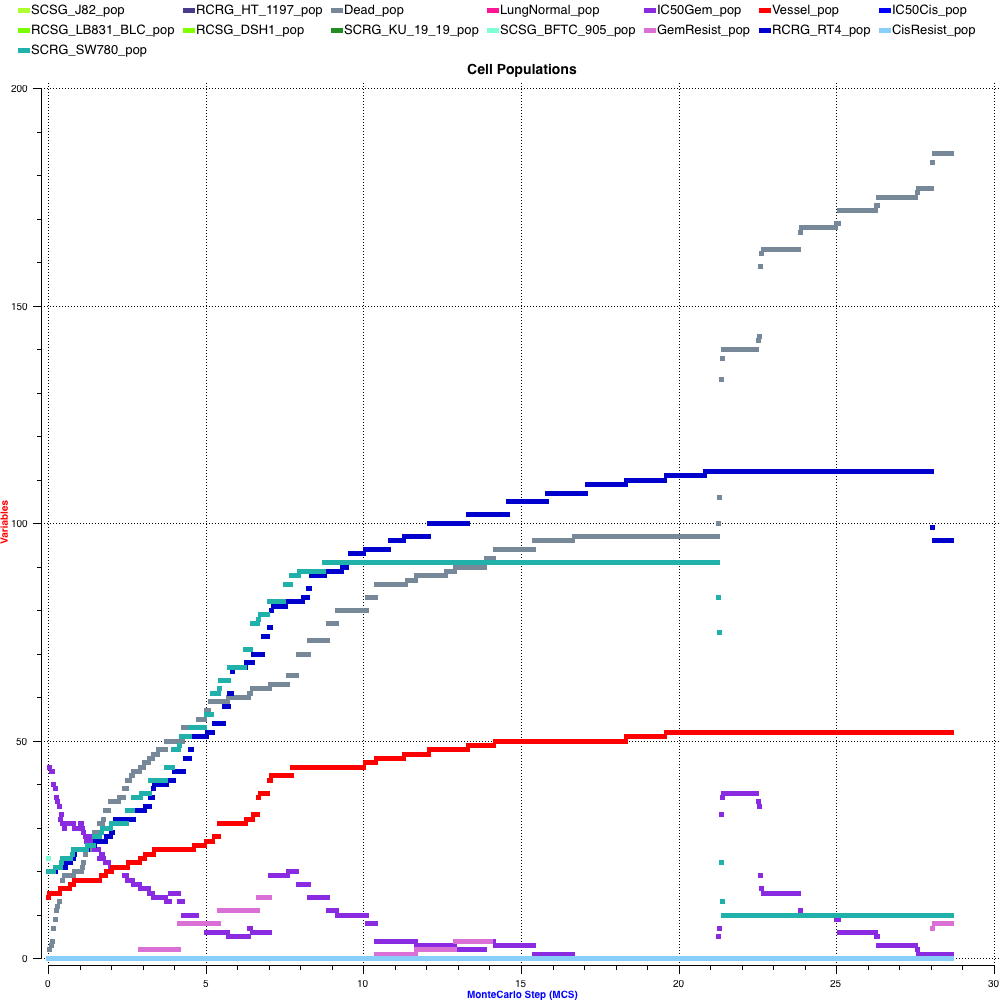 SCSG_J82_pop RCRG_HT_1197_pop Dead_pop LungNormal_pop IC50Gem_pop Vessel_pop IC50Cis_pop
RCSG_LB831_BLC_pop RCSG_DSH1_pop SCRG_KU_19_19_pop SCSG_BFTC_905_pop GemResist_pop RCRG_RT4_pop CisResist_pop
SCRG_SW780_pop
Cell Populations
200
150
100
50
0
Variables
0 5 10 15 20 25 30
MonteCarlo Step (MCS)